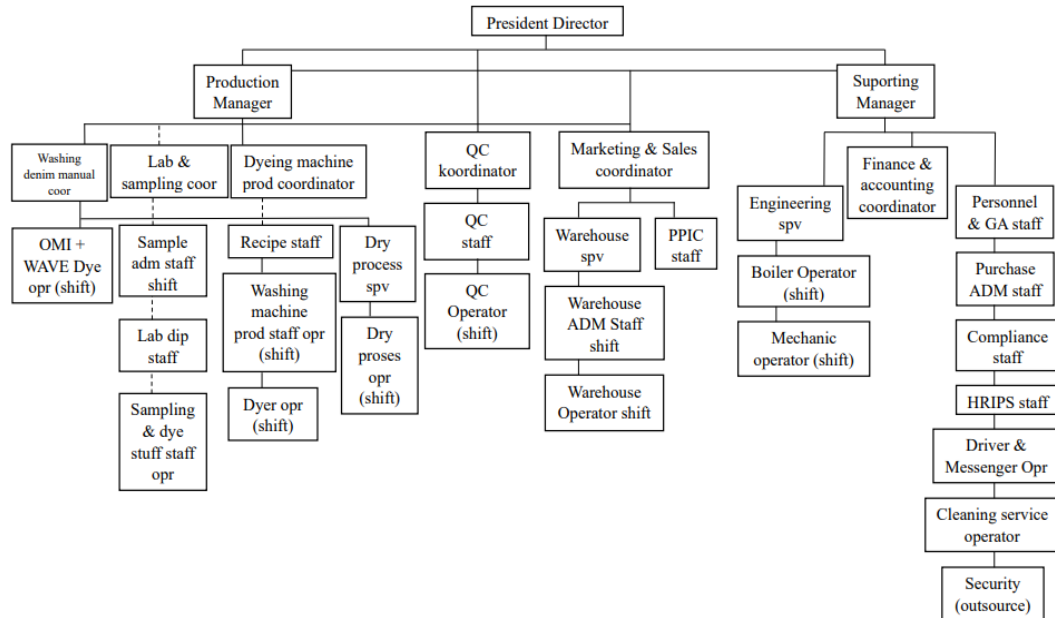 President Director
Production
Manager
Suporting
Manager
Washing
denim manual
coor
Lab &
sampling coor
Dyeing machine
prod coordinator
QC
koordinator
Marketing & Sales
coordinator
Engineering
spv
Finance &
accounting
coordinator
Personnel
& GA staff
OMI +
WAVE Dye
opr (shift)
Sample
adm staff
shift
Recipe staff
Dry
process
spv
QC
staff
Warehouse
spv
PPIC
staff
Boiler Operator
(shift)
Purchase
ADM staff
Washing
machine
prod staff opr
(shift)
QC
Operator
(shift)
Warehouse
ADM Staff
shift
Lab dip
staff
Dry
proses
opr
(shift)
Mechanic
operator (shift)
Compliance
staff
Dyer opr
(shift)
Warehouse
Operator shift
HRIPS staff
Sampling
& dye
stuff staff
opr
Driver &
Messenger Opr
Cleaning service
operator
Security
(outsource)